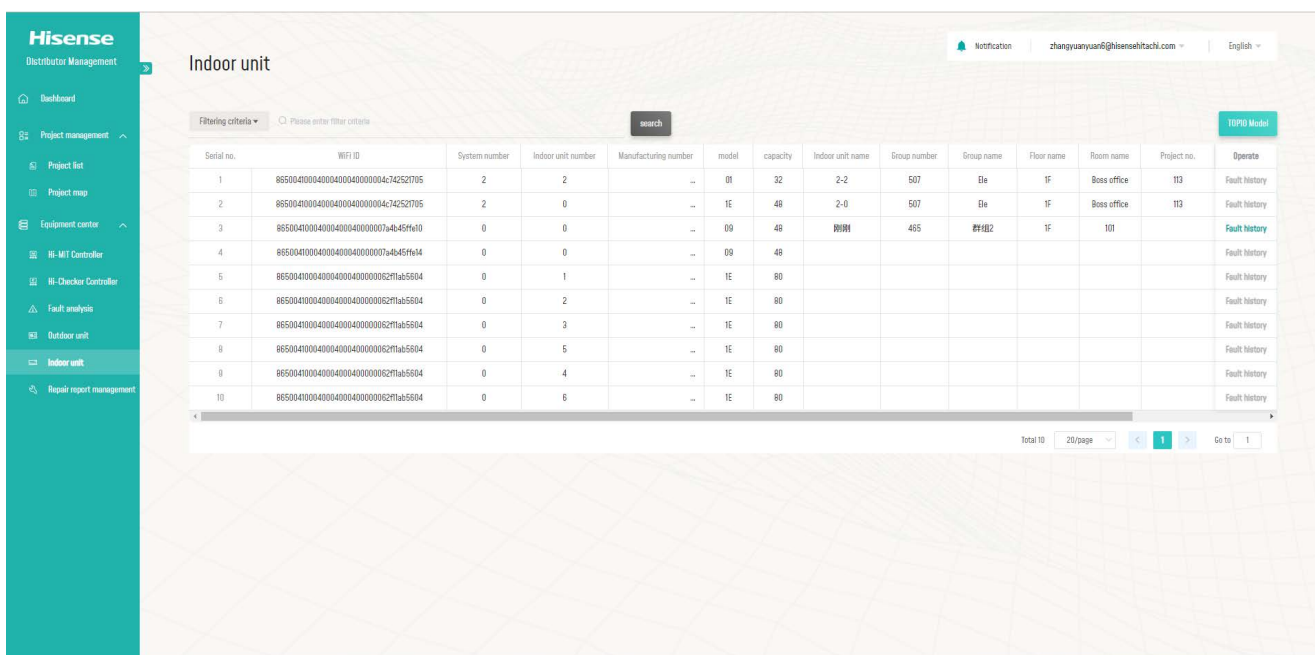 Hisense
Distributor Management
Dashboard
Project management
Project list
Project map
Equipment center
Hi-MIT Controller
Hi-Checker Controller
Fault analysis
Outdoor unit
Indoor unit
Repair report management
Indoor unit
Notification zhangyuanyuan6@hisensehitachi.com English
Filtering criteria Please enter filter criteria search TOP10 Model
Serial no. WiFi ID System number Indoor unit number Manufacturing number model capacity Indoor unit name Group number Group name Floor name Room name Project no. Operate
1 86500410004000400040000004c742521705 2 2 ... 01 32 2-2 507 Ele 1F Boss office 113 Fault history
2 86500410004000400040000004c742521705 2 0 ... 1E 48 2-0 507 Ele 1F Boss office 113 Fault history
3 86500410004000400040000007a4b45ffe10 0 0 ... 09 48 刚刚 465 群组2 1F 101 Fault history
4 86500410004000400040000007a4b45ffe14 0 0 ... 09 48 Fault history
5 865004100040004000400000062f11ab5604 0 1 ... 1E 80 Fault history
6 865004100040004000400000062f11ab5604 0 2 ... 1E 80 Fault history
7 865004100040004000400000062f11ab5604 0 3 ... 1E 80 Fault history
8 865004100040004000400000062f11ab5604 0 5 ... 1E 80 Fault history
9 865004100040004000400000062f11ab5604 0 4 ... 1E 80 Fault history
10 865004100040004000400000062f11ab5604 0 6 ... 1E 80 Fault history
Total 10 20/page < 1 > Go to 1